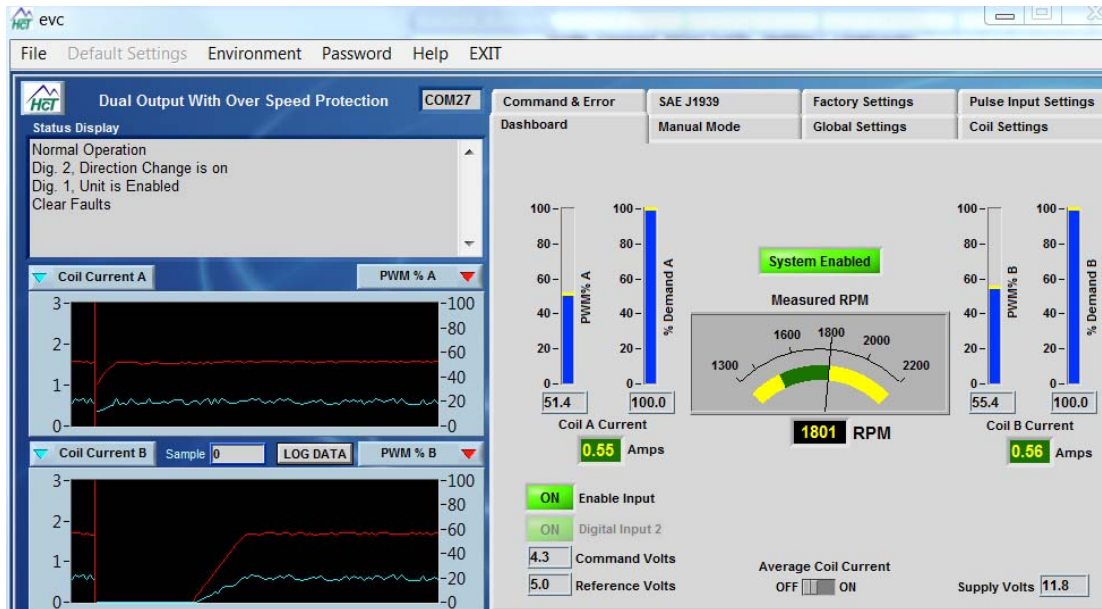 HCT evc
File Default Settings Environment Password Help EXIT
HCT Dual Output With Over Speed Protection COM27
Status Display
Normal Operation
Dig. 2, Direction Change is on
Dig. 1, Unit is Enabled
Clear Faults
Coil Current A PWM % A
3 100
80
2
60
40
1
20
0 0
Coil Current B Sample 0 LOG DATA PWM % B
3 100
80
2
60
40
1
20
0 0
Command & Error SAE J1939 Factory Settings Pulse Input Settings
Dashboard Manual Mode Global Settings Coil Settings
100 100
80 80
60 60
40 40
20 20
0 0
PWM% A
% Demand A
51.4 100.0
Coil A Current
0.55 Amps
System Enabled
Measured RPM
1300 1600 1800 2000 2200
1801 RPM
100 100
80 80
60 60
40 40
20 20
0 0
PWM% B
% Demand B
55.4 100.0
Coil B Current
0.56 Amps
ON Enable Input
ON Digital Input 2
4.3 Command Volts
5.0 Reference Volts
Average Coil Current
OFF ON
Supply Volts 11.8